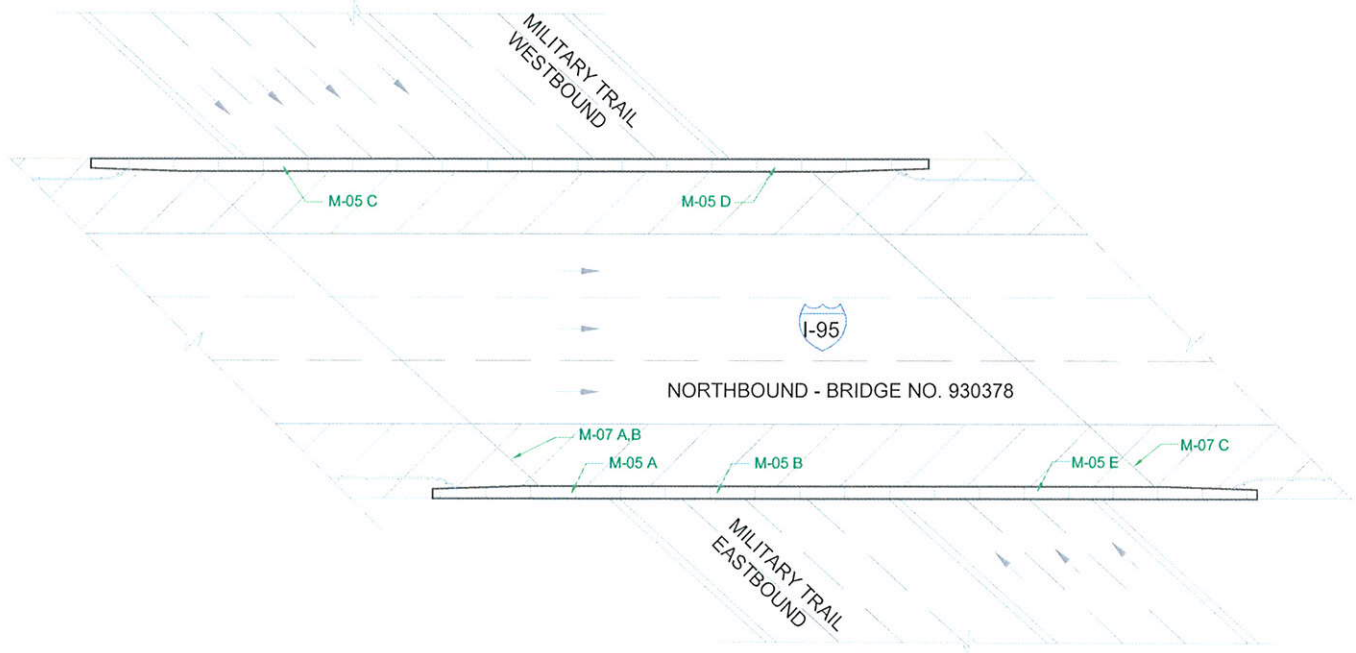 MILITARY TRAIL
WESTBOUND
M-05 C
M-05 D
I-95
NORTHBOUND - BRIDGE NO. 930378
M-07 A,B
M-07 C
M-05 A
M-05 B
M-05 E
MILITARY TRAIL
EASTBOUND